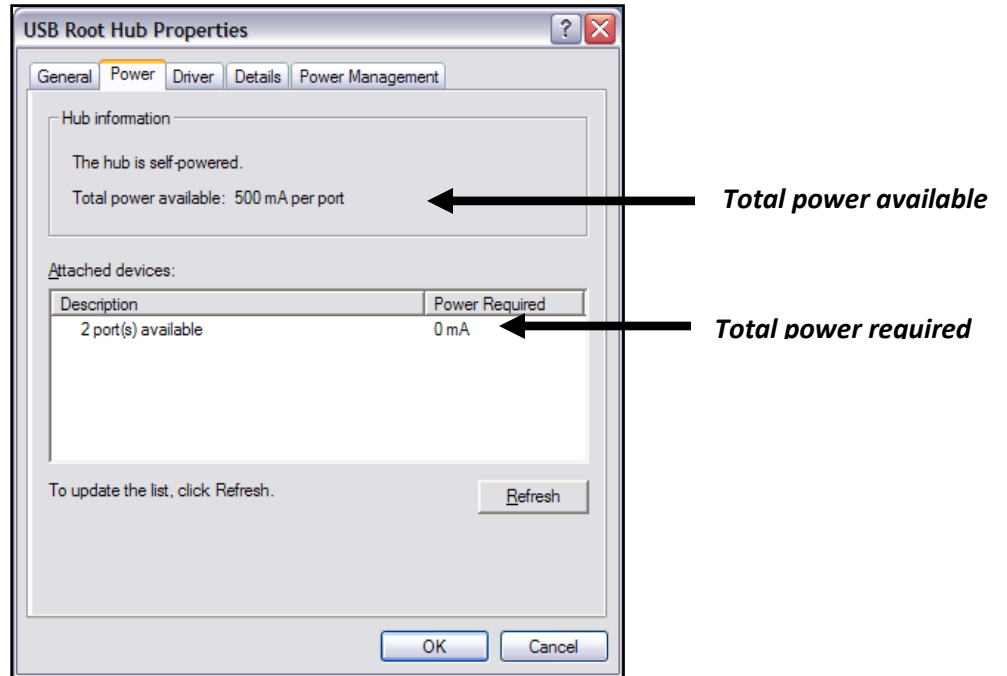 USB Root Hub Properties
General Power Driver Details Power Management
Hub information
The hub is self-powered.
Total power available: 500 mA per port
Total power available
Attached devices:
Description Power Required
2 port(s) available 0 mA
Total power required
To update the list, click Refresh.
Refresh
OK Cancel